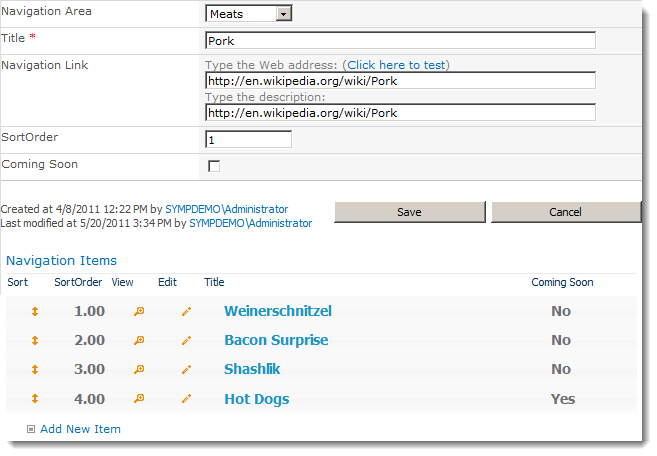 Navigation Area Meats
Title * Pork
Navigation Link Type the Web address: (Click here to test)
http://en.wikipedia.org/wiki/Pork
Type the description:
http://en.wikipedia.org/wiki/Pork
SortOrder 1
Coming Soon
Created at 4/8/2011 12:22 PM by SYMPDEMO\Administrator
Last modified at 5/20/2011 3:34 PM by SYMPDEMO\Administrator
Save Cancel
Navigation Items
Sort SortOrder View Edit Title Coming Soon
1.00 Weinerschnitzel No
2.00 Bacon Surprise No
3.00 Shashlik No
4.00 Hot Dogs Yes
Add New Item